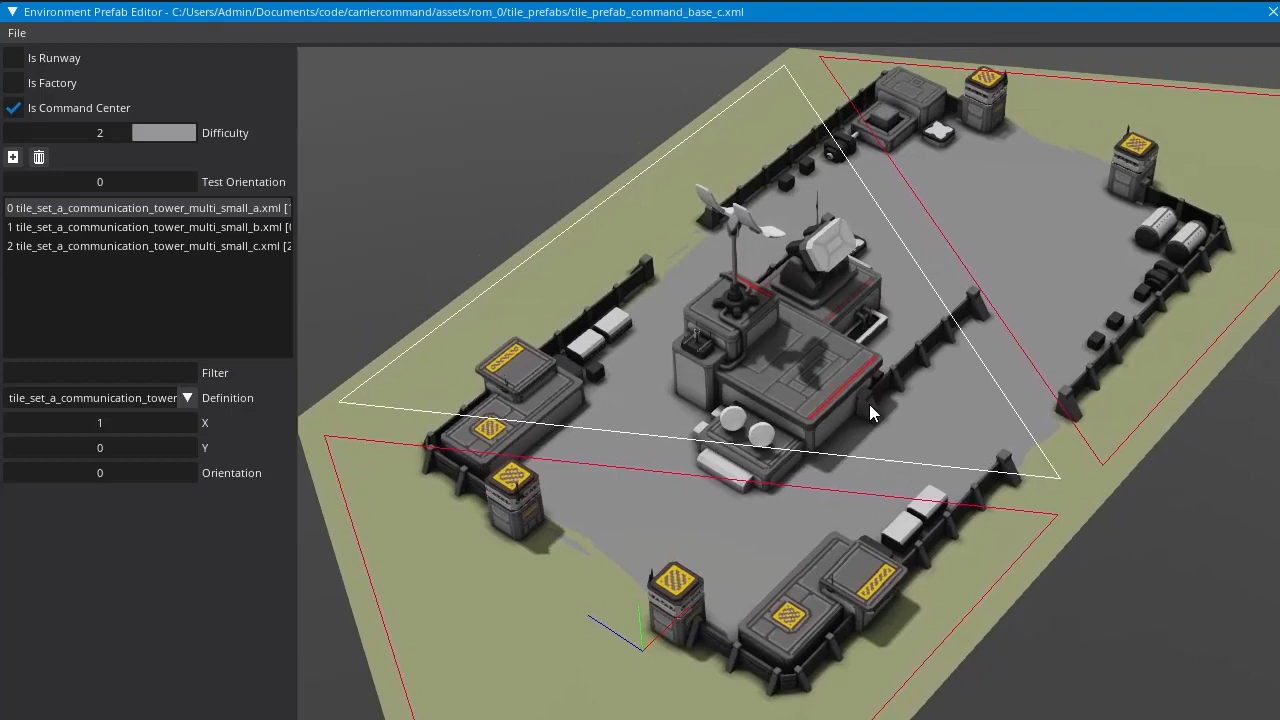 Environment Prefab Editor - C:/Users/Admin/Documents/code/carriercommand/assets/rom_0/tile_prefabs/tile_prefab_command_base_c.xml
File
Is Runway
Is Factory
Is Command Center
2 Difficulty
0 Test Orientation
0 tile_set_a_communication_tower_multi_small_a.xml [
1 tile_set_a_communication_tower_multi_small_b.xml [
2 tile_set_a_communication_tower_multi_small_c.xml [2
Filter
tile_set_a_communication_tower Definition
1 X
0 Y
0 Orientation